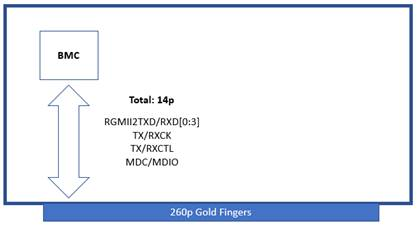 BMC
Total: 14p
RGMII2TXD/RXD[0:3]
TX/RXCK
TX/RXCTL
MDC/MDIO
260p Gold Fingers